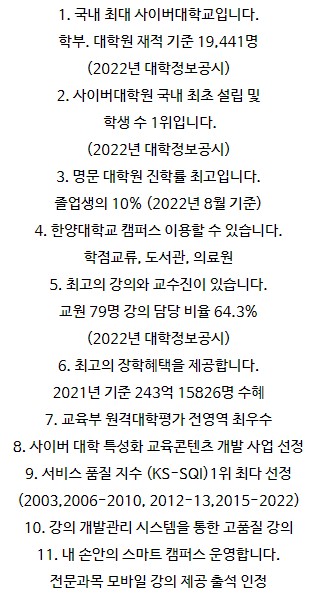 1. 국내 최대 사이버대학교입니다.
학부. 대학원 재적 기준 19,441명
(2022년 대학정보공시)
2. 사이버대학원 국내 최초 설립 및
학생 수 1위입니다.
(2022년 대학정보공시)
3. 명문 대학원 진학률 최고입니다.
졸업생의 10% (2022년 8월 기준)
4. 한양대학교 캠퍼스 이용할 수 있습니다.
학점교류, 도서관, 의료원
5. 최고의 강의와 교수진이 있습니다.
교원 79명 강의 담당 비율 64.3%
(2022년 대학정보공시)
6. 최고의 장학혜택을 제공합니다.
2021년 기준 243억 15826명 수혜
7. 교육부 원격대학평가 전영역 최우수
8. 사이버 대학 특성화 교육콘텐츠 개발 사업 선정
9. 서비스 품질 지수 (KS-SQI)1위 최다 선정
(2003,2006-2010, 2012-13,2015-2022)
10. 강의 개발관리 시스템을 통한 고품질 강의
11. 내 손안의 스마트 캠퍼스 운영합니다.
전문과목 모바일 강의 제공 출석 인정